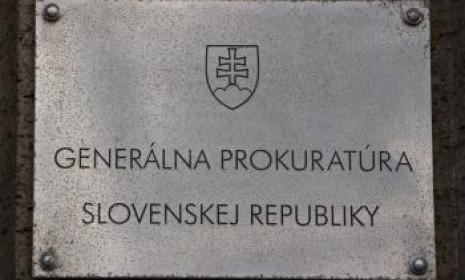 GENERÁLNA PROKURATÚRA
SLOVENSKEJ REPUBLIKY